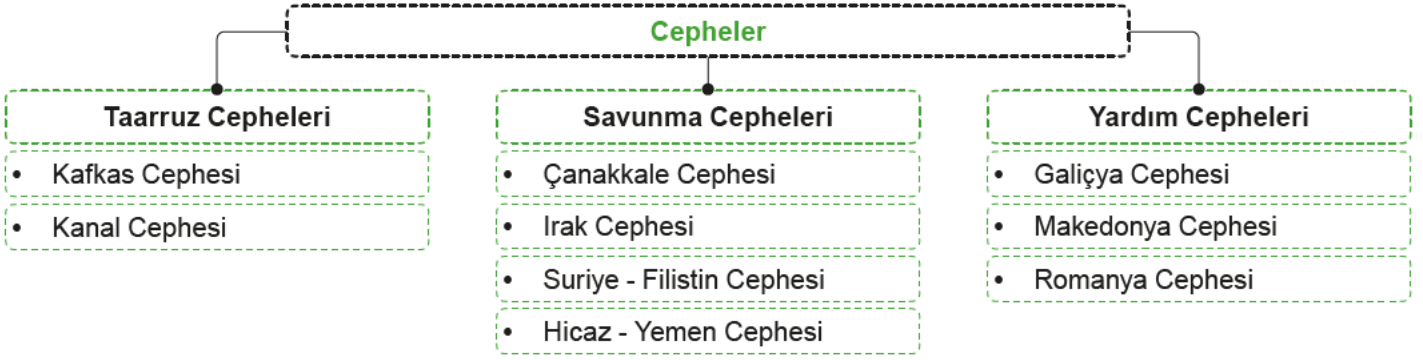 Cepheler
Taarruz Cepheleri
• Kafkas Cephesi
• Kanal Cephesi
Savunma Cepheleri
• Çanakkale Cephesi
• Irak Cephesi
• Suriye - Filistin Cephesi
• Hicaz - Yemen Cephesi
Yardım Cepheleri
• Galiçya Cephesi
• Makedonya Cephesi
• Romanya Cephesi